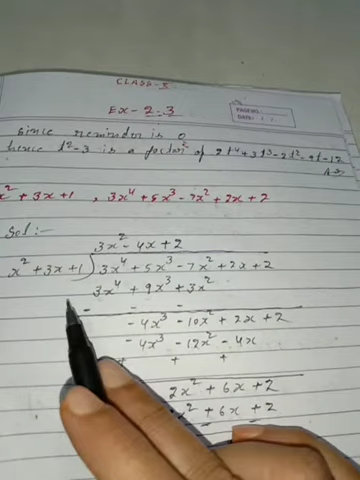 CLASS-
EX-2.3
PAGE NO.:
DATE: / /
since reminder is 0
hence t²-3 is a factor of 2t⁴+3t³-2t²-9t-12
x²+3x+1 , 3x⁴+5x³-7x²+2x+2
Sol:-
3x²-4x+2
x²+3x+1 ) 3x⁴+5x³-7x²+2x+2
3x⁴+9x³+3x²
- - -
-4x³-10x²+2x+2
-4x³-12x²-4x
+ + +
2x²+6x+2
x²+6x+2
- -